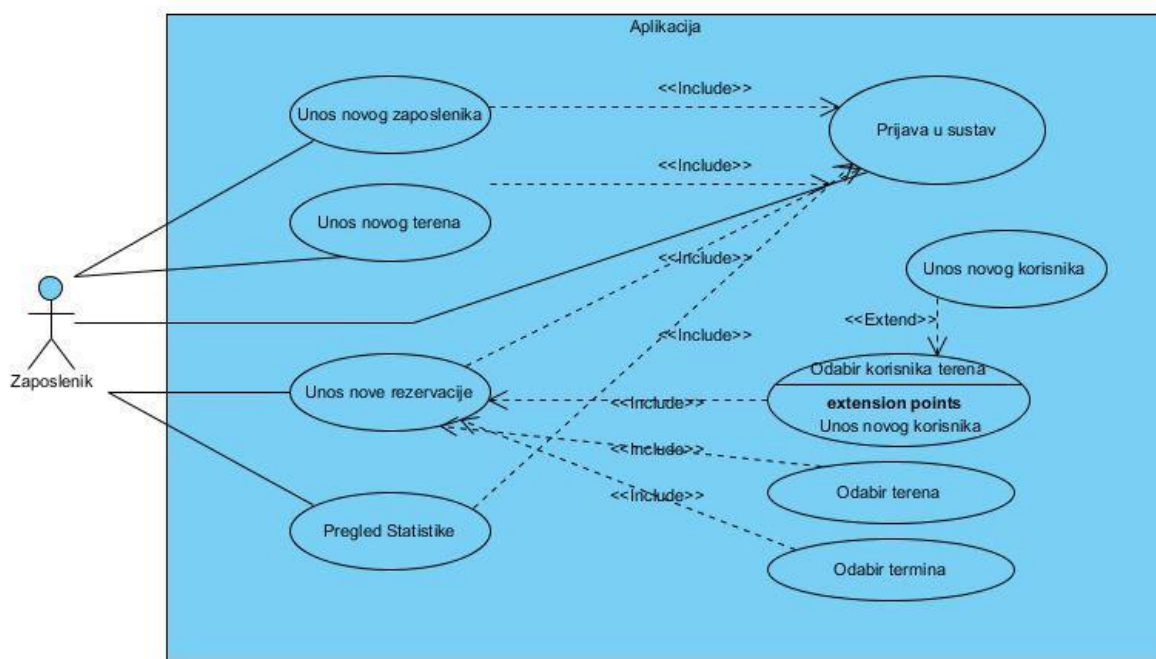 Aplikacija
<<Include>>
Unos novog zaposlenika
Prijava u sustav
<<Include>>
Unos novog terena
<<Include>>
Unos novog korisnika
<<Extend>>
<<Include>>
Zaposlenik
Odabir korisnika terena
Unos nove rezervacije
<<Include>>
extension points
Unos novog korisnika
<<Include>>
Odabir terena
<<Include>>
Pregled Statistike
Odabir termina